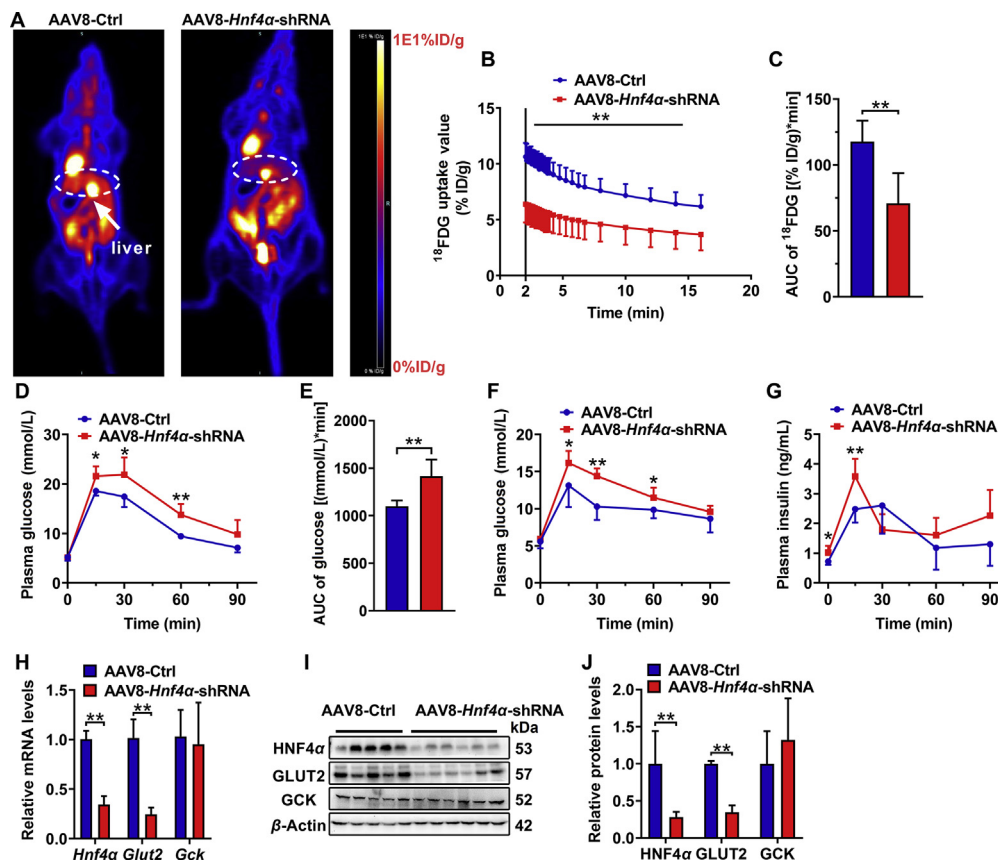 A
AAV8-Ctrl
AAV8-Hnf4α-shRNA
1E1 % ID/g
1E1%ID/g
liver
0 % ID/g
0%ID/g
B
AAV8-Ctrl
AAV8-Hnf4α-shRNA
**
¹⁸FDG uptake value
(% ID/g)
15
10
5
0
0 2 5 10 15 20
Time (min)
C
**
AUC of ¹⁸FDG [(% ID/g)*min]
150
100
50
0
D
AAV8-Ctrl
AAV8-Hnf4α-shRNA
* * **
Plasma glucose (mmol/L)
30
20
10
0
0 30 60 90
Time (min)
E
**
AUC of glucose [(mmol/L)*min]
2000
1500
1000
500
0
F
AAV8-Ctrl
AAV8-Hnf4α-shRNA
* ** *
Plasma glucose (mmol/L)
25
20
15
10
5
0
0 30 60 90
Time (min)
G
AAV8-Ctrl
AAV8-Hnf4α-shRNA
* **
Plasma insulin (ng/mL)
5
4
3
2
1
0
0 30 60 90
Time (min)
H
AAV8-Ctrl
AAV8-Hnf4α-shRNA
** **
Relative mRNA levels
1.5
1.0
0.5
0.0
Hnf4α Glut2 Gck
I
AAV8-Ctrl AAV8-Hnf4α-shRNA
kDa
HNF4α 53
GLUT2 57
GCK 52
β-Actin 42
J
AAV8-Ctrl
AAV8-Hnf4α-shRNA
** **
Relative protein levels
2.0
1.5
1.0
0.5
0.0
HNF4α GLUT2 GCK